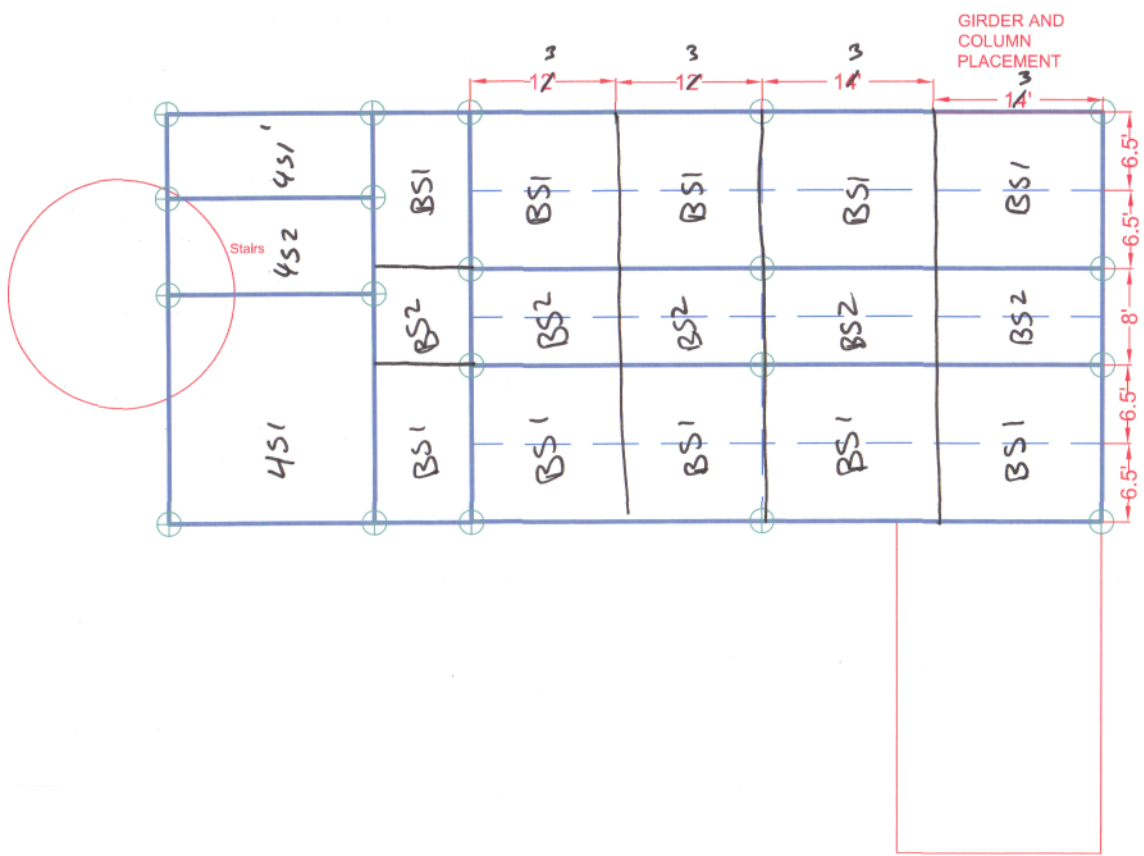 GIRDER AND
COLUMN
PLACEMENT
3 3 3 3
12' 12' 14' 14'
4S1' BS1 BS1 BS1 BS1 BS1
6.5'
6.5'
Stairs
4S2 BS2 BS2 BS2 BS2 BS2
8'
4S1 BS1 BS1 BS1 BS1 BS1
6.5'
6.5'